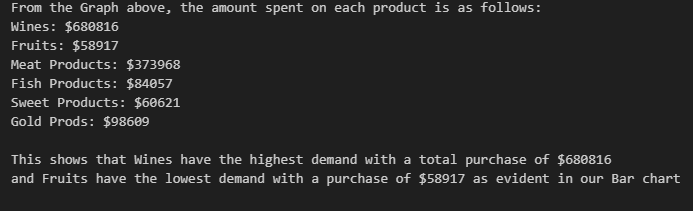 From the Graph above, the amount spent on each product is as follows:
Wines: $680816
Fruits: $58917
Meat Products: $373968
Fish Products: $84057
Sweet Products: $60621
Gold Prods: $98609
This shows that Wines have the highest demand with a total purchase of $680816
and Fruits have the lowest demand with a purchase of $58917 as evident in our Bar chart